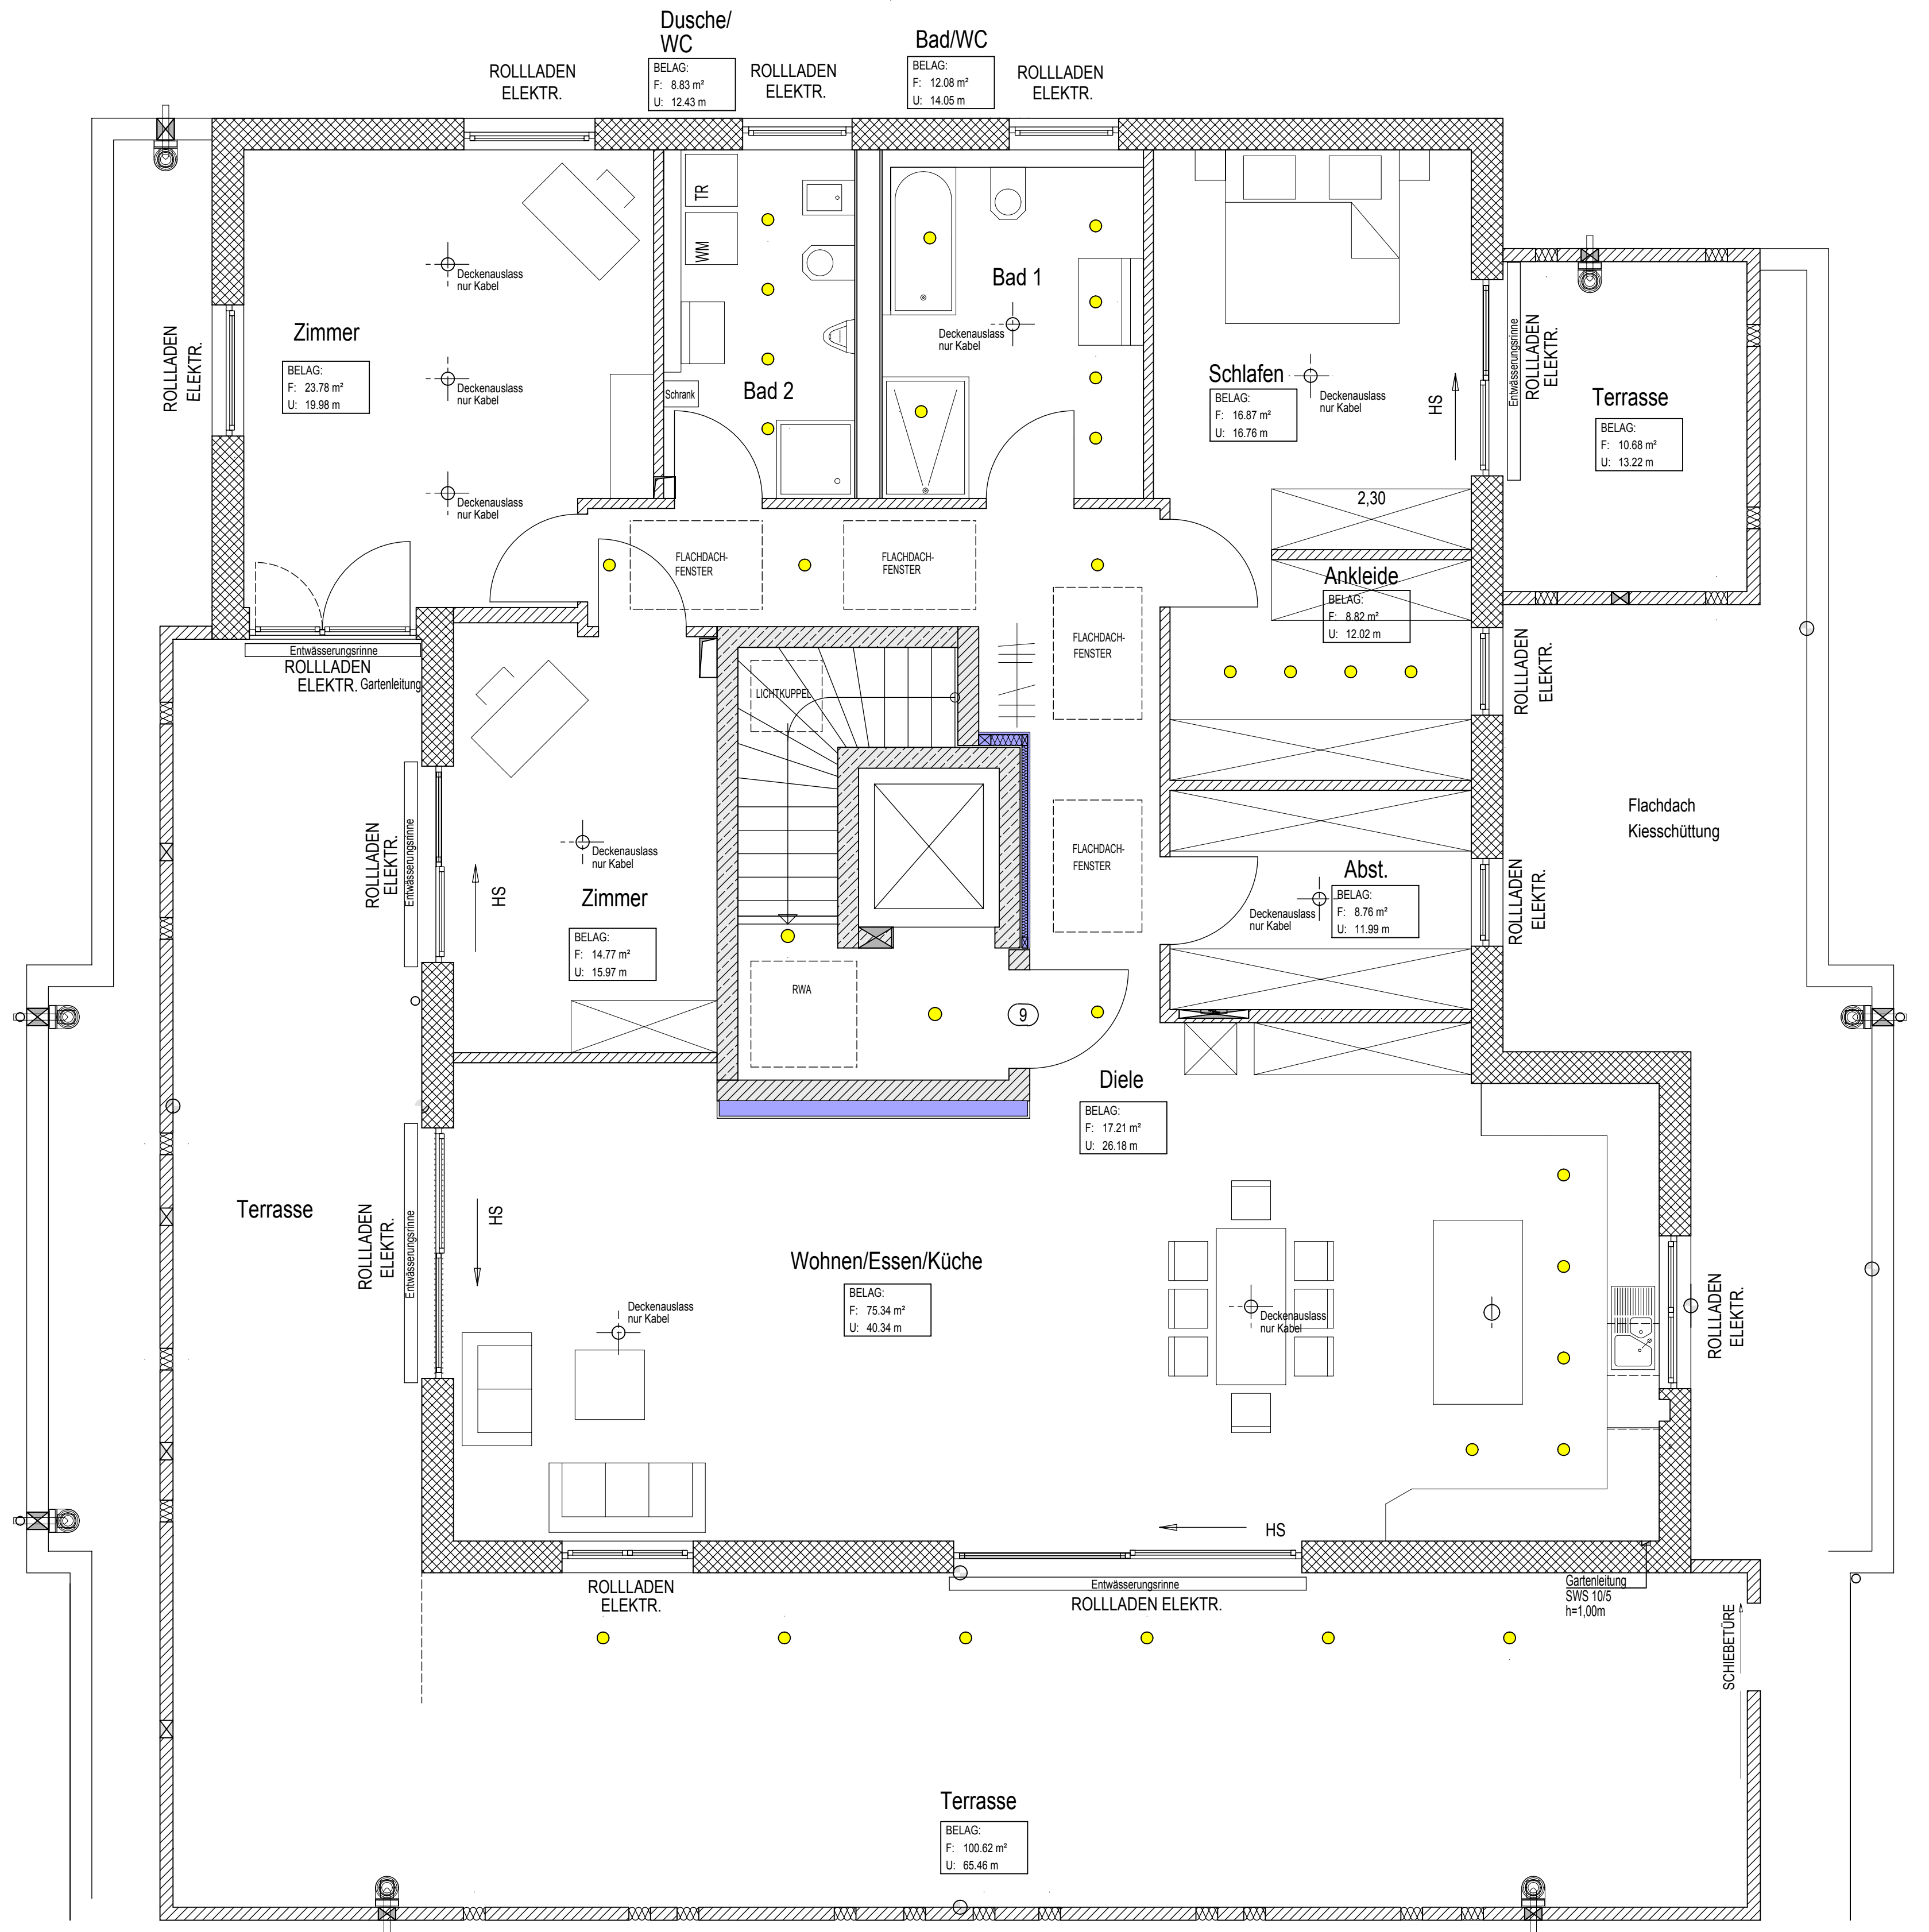 Dusche/
WC
BELAG:
F: 8.83 m²
U: 12.43 m
Bad/WC
BELAG:
F: 12.08 m²
U: 14.05 m
ROLLLADEN
ELEKTR.
ROLLLADEN
ELEKTR.
ROLLLADEN
ELEKTR.
TR
WM
Schrank
Bad 2
Bad 1
Deckenauslass
nur Kabel
Deckenauslass
nur Kabel
Deckenauslass
nur Kabel
Deckenauslass
nur Kabel
Zimmer
BELAG:
F: 23.78 m²
U: 19.98 m
ROLLLADEN
ELEKTR.
Schlafen
BELAG:
F: 16.87 m²
U: 16.76 m
Deckenauslass
nur Kabel
HS
Entwässerungsrinne
ROLLLADEN
ELEKTR.
Terrasse
BELAG:
F: 10.68 m²
U: 13.22 m
2,30
FLACHDACH-
FENSTER
FLACHDACH-
FENSTER
FLACHDACH-
FENSTER
FLACHDACH-
FENSTER
Ankleide
BELAG:
F: 8.82 m²
U: 12.02 m
ROLLLADEN
ELEKTR.
Entwässerungsrinne
ROLLLADEN
ELEKTR.
Gartenleitung
LICHTKUPPEL
Flachdach
Kiesschüttung
ROLLLADEN
ELEKTR.
Entwässerungsrinne
HS
Deckenauslass
nur Kabel
Zimmer
BELAG:
F: 14.77 m²
U: 15.97 m
Abst.
BELAG:
F: 8.76 m²
U: 11.99 m
Deckenauslass
nur Kabel
ROLLLADEN
ELEKTR.
RWA
9
Diele
BELAG:
F: 17.21 m²
U: 26.18 m
Terrasse
ROLLLADEN
ELEKTR.
Entwässerungsrinne
HS
Wohnen/Essen/Küche
BELAG:
F: 75.34 m²
U: 40.34 m
Deckenauslass
nur Kabel
Deckenauslass
nur Kabel
ROLLLADEN
ELEKTR.
HS
ROLLLADEN
ELEKTR.
Entwässerungsrinne
ROLLLADEN ELEKTR.
Gartenleitung
SWS 10/5
h=1,00m
SCHIEBETÜRE
Terrasse
BELAG:
F: 100.62 m²
U: 65.46 m